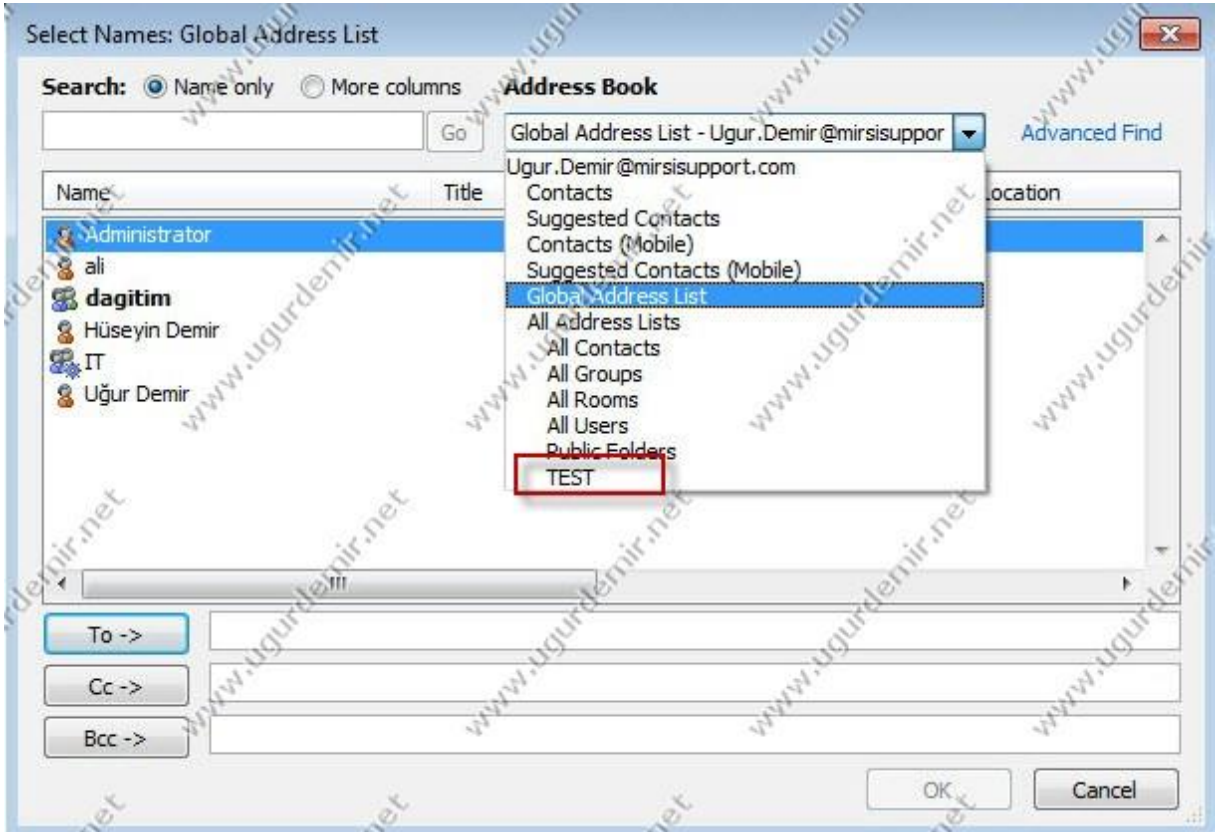 Select Names: Global Address List
Search: Name only More columns Address Book
Go Global Address List - Ugur.Demir@mirsisuppor Advanced Find
Ugur.Demir@mirsisupport.com
Name Title Contacts Location
Suggested Contacts
Administrator Contacts (Mobile)
ali Suggested Contacts (Mobile)
dagitim Global Address List
Hüseyin Demir All Address Lists
IT All Contacts
Uğur Demir All Groups
All Rooms
All Users
Public Folders
TEST
To ->
Cc ->
Bcc ->
OK Cancel
www.ugurdemir.net